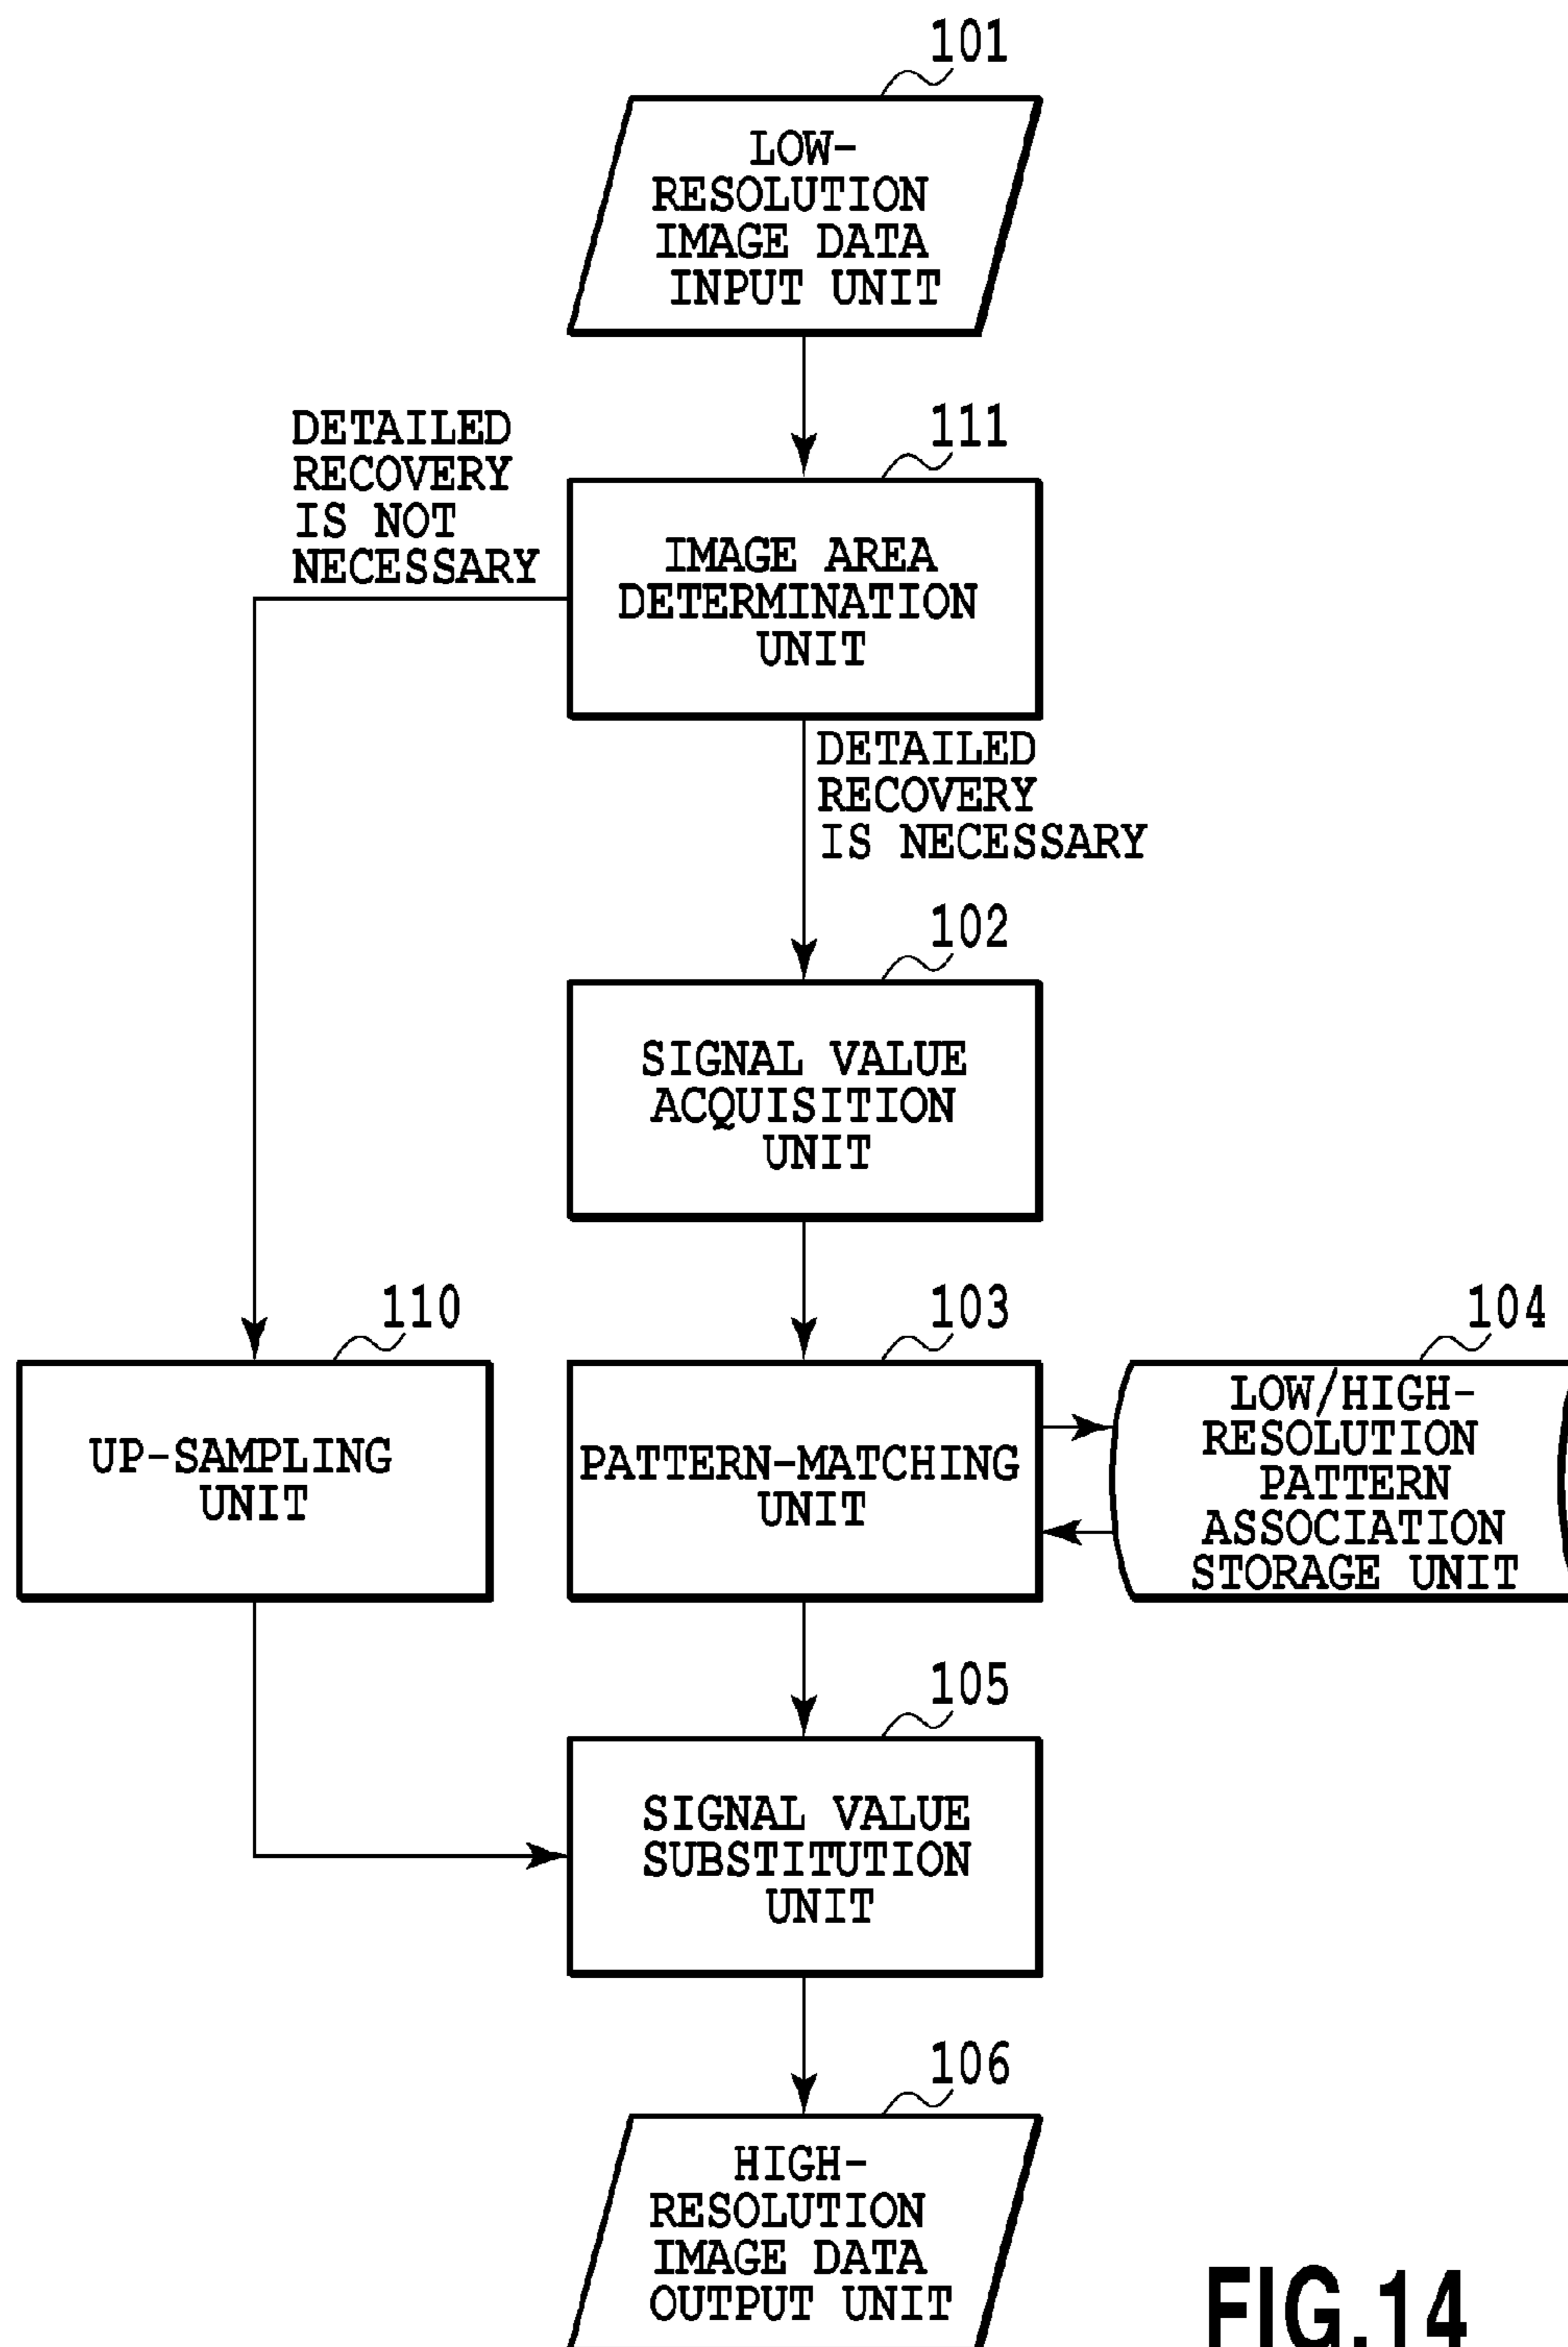 101
LOW-
RESOLUTION
IMAGE DATA
INPUT UNIT
DETAILED
RECOVERY
IS NOT
NECESSARY
111
IMAGE AREA
DETERMINATION
UNIT
DETAILED
RECOVERY
IS NECESSARY
102
SIGNAL VALUE
ACQUISITION
UNIT
110
UP-SAMPLING
UNIT
103
PATTERN-MATCHING
UNIT
104
LOW/HIGH-
RESOLUTION
PATTERN
ASSOCIATION
STORAGE UNIT
105
SIGNAL VALUE
SUBSTITUTION
UNIT
106
HIGH-
RESOLUTION
IMAGE DATA
OUTPUT UNIT
FIG.14